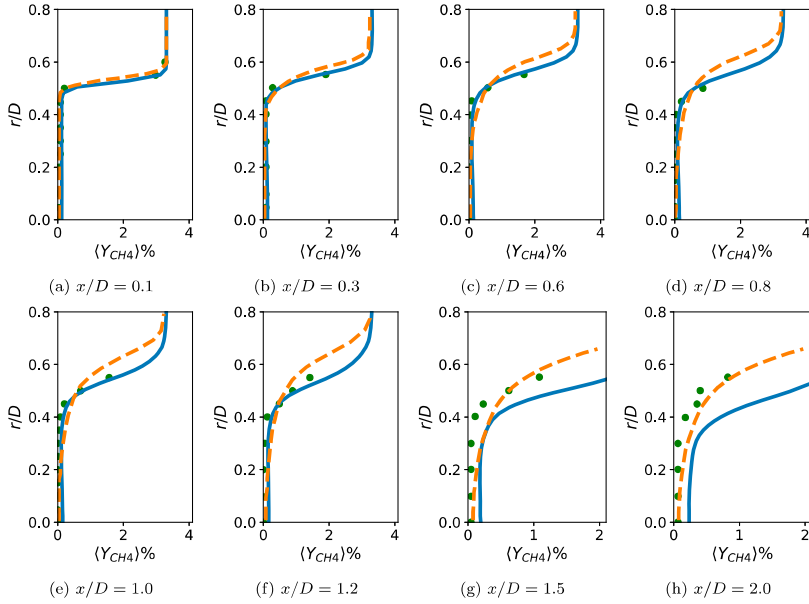 0.8 0.8 0.8 0.8
0.6 0.6 0.6 0.6
r/D r/D r/D r/D
0.4 0.4 0.4 0.4
0.2 0.2 0.2 0.2
0.0 0.0 0.0 0.0
0 2 4 0 2 4 0 2 4 0 2 4
⟨Y_{CH4}⟩% ⟨Y_{CH4}⟩% ⟨Y_{CH4}⟩% ⟨Y_{CH4}⟩%
(a) x/D = 0.1 (b) x/D = 0.3 (c) x/D = 0.6 (d) x/D = 0.8
0.8 0.8 0.8 0.8
0.6 0.6 0.6 0.6
r/D r/D r/D r/D
0.4 0.4 0.4 0.4
0.2 0.2 0.2 0.2
0.0 0.0 0.0 0.0
0 2 4 0 2 4 0 1 2 0 1 2
⟨Y_{CH4}⟩% ⟨Y_{CH4}⟩% ⟨Y_{CH4}⟩% ⟨Y_{CH4}⟩%
(e) x/D = 1.0 (f) x/D = 1.2 (g) x/D = 1.5 (h) x/D = 2.0